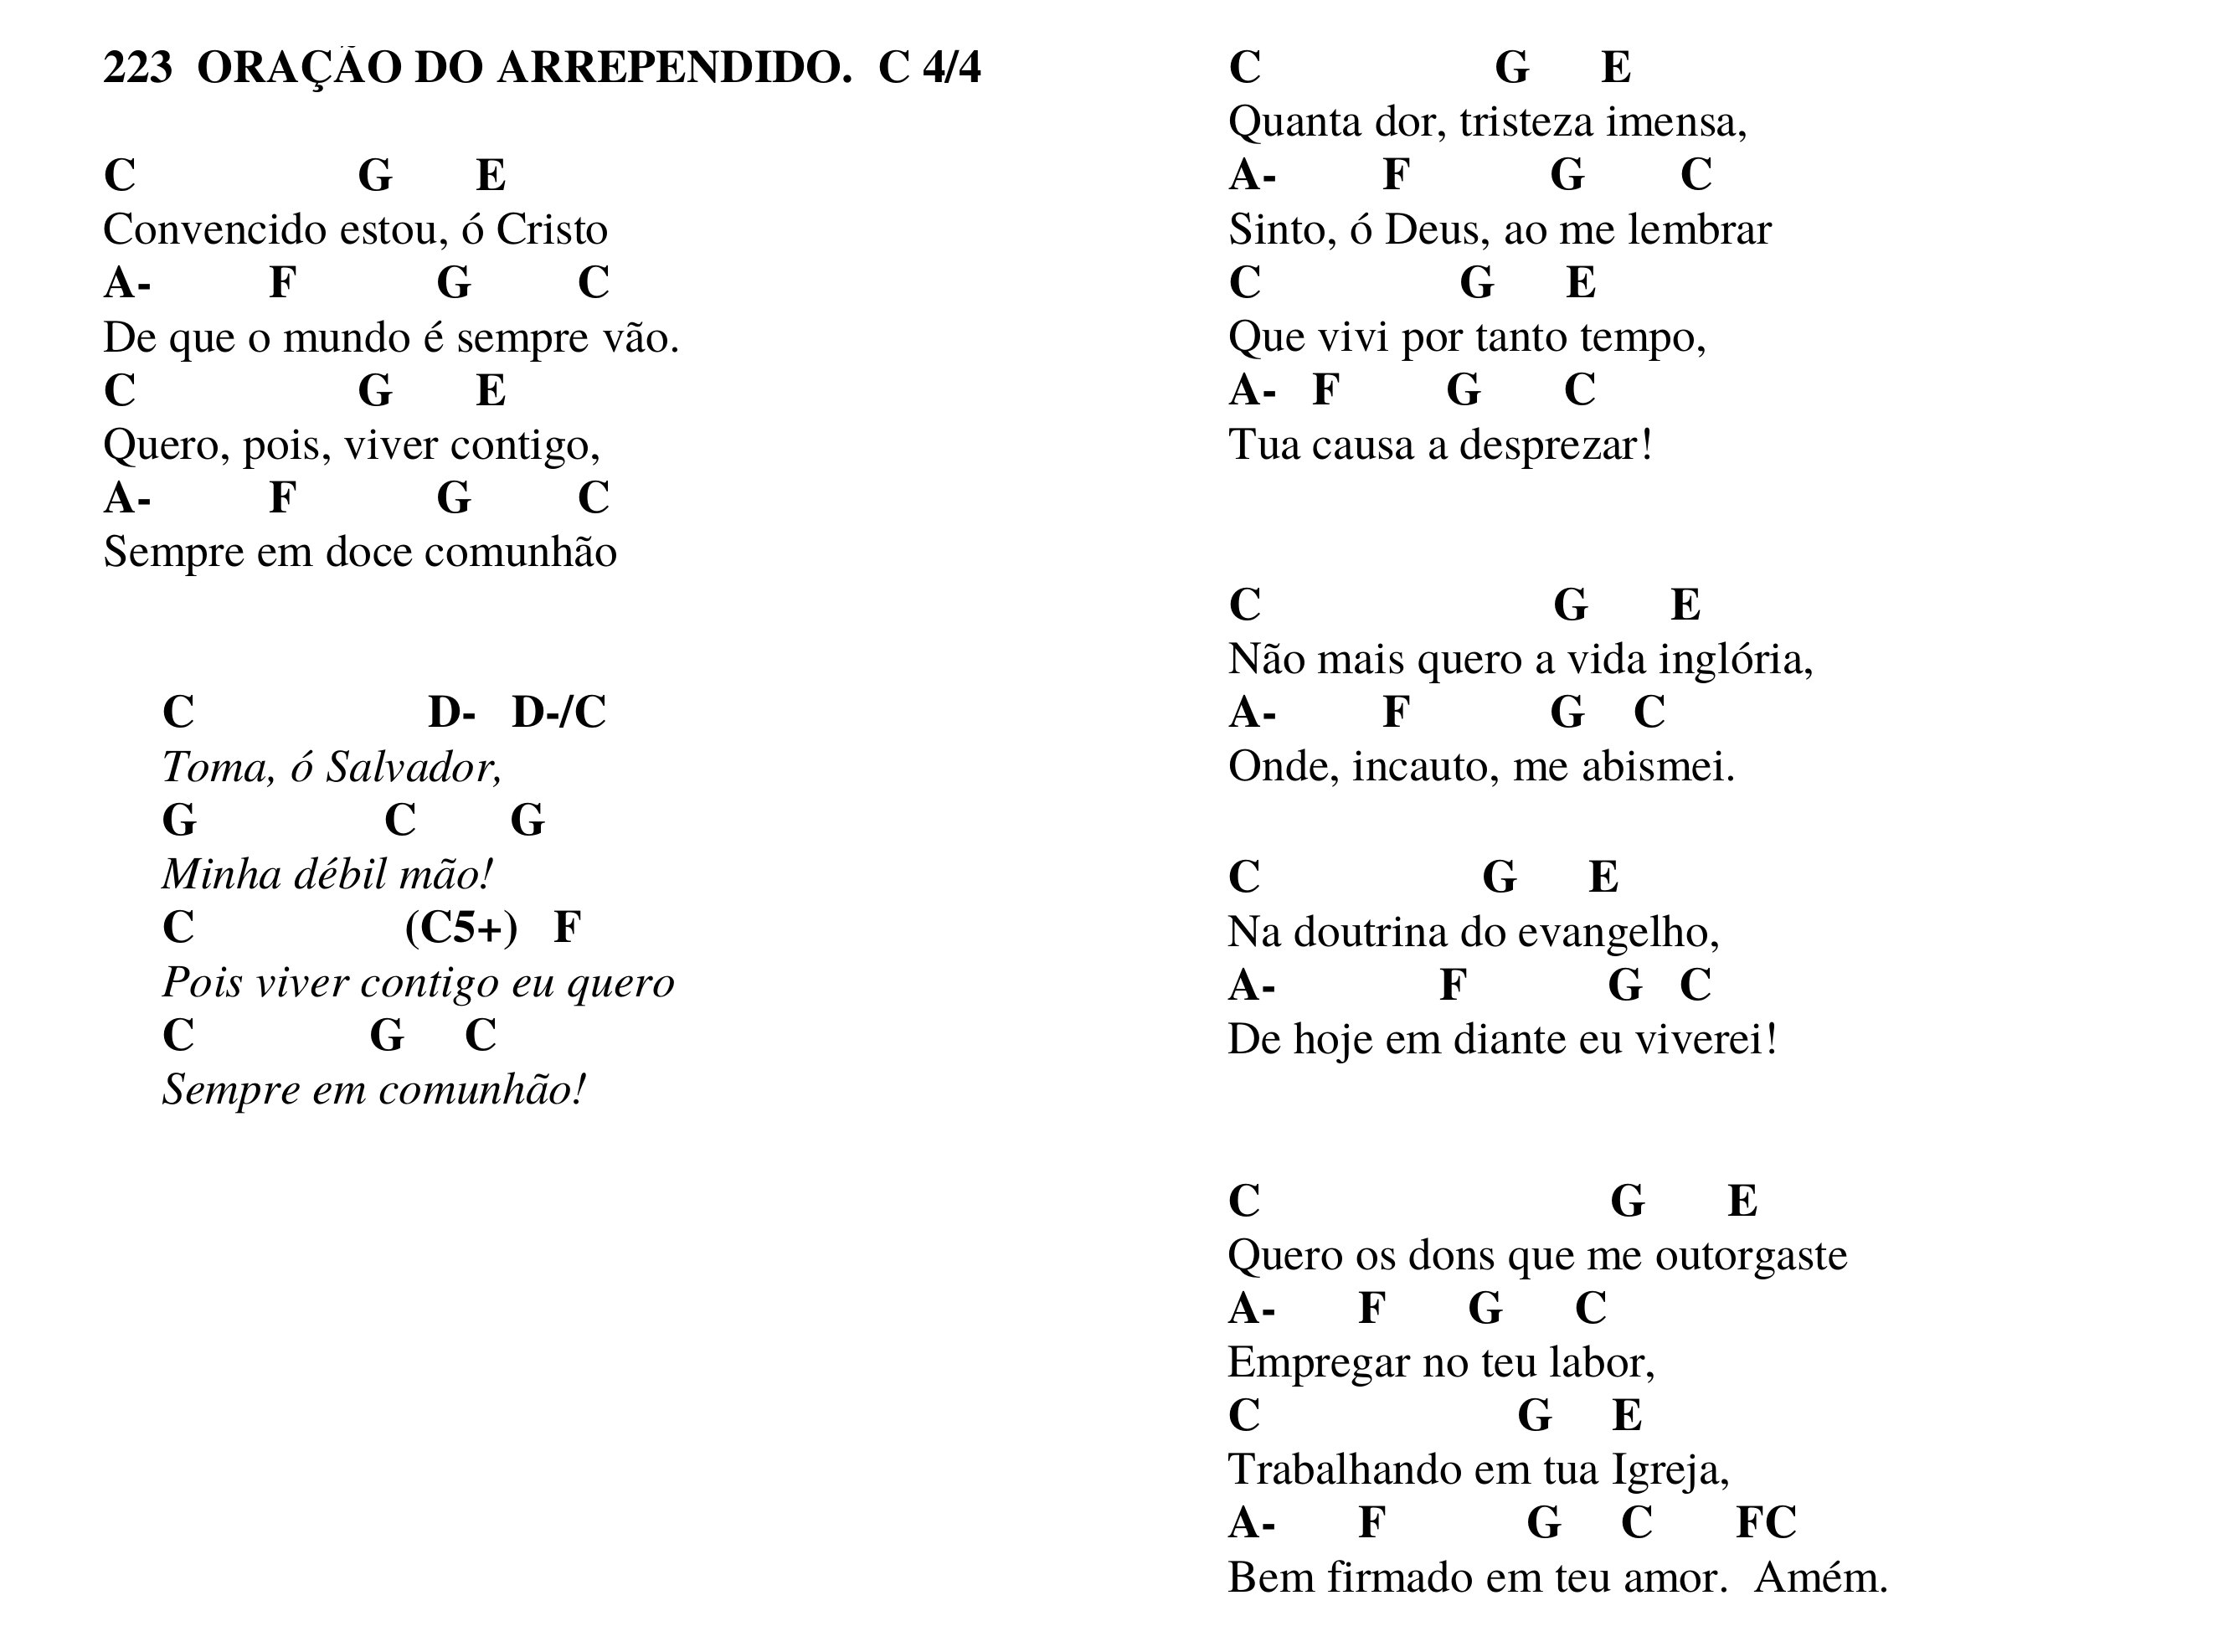 223 ORAÇÃO DO ARREPENDIDO. C 4/4
C G E
Convencido estou, ó Cristo
A- F G C
De que o mundo é sempre vão.
C G E
Quero, pois, viver contigo,
A- F G C
Sempre em doce comunhão
C D- D-/C
Toma, ó Salvador,
G C G
Minha débil mão!
C (C5+) F
Pois viver contigo eu quero
C G C
Sempre em comunhão!
C G E
Quanta dor, tristeza imensa,
A- F G C
Sinto, ó Deus, ao me lembrar
C G E
Que vivi por tanto tempo,
A- F G C
Tua causa a desprezar!
C G E
Não mais quero a vida inglória,
A- F G C
Onde, incauto, me abismei.
C G E
Na doutrina do evangelho,
A- F G C
De hoje em diante eu viverei!
C G E
Quero os dons que me outorgaste
A- F G C
Empregar no teu labor,
C G E
Trabalhando em tua Igreja,
A- F G C FC
Bem firmado em teu amor. Amém.